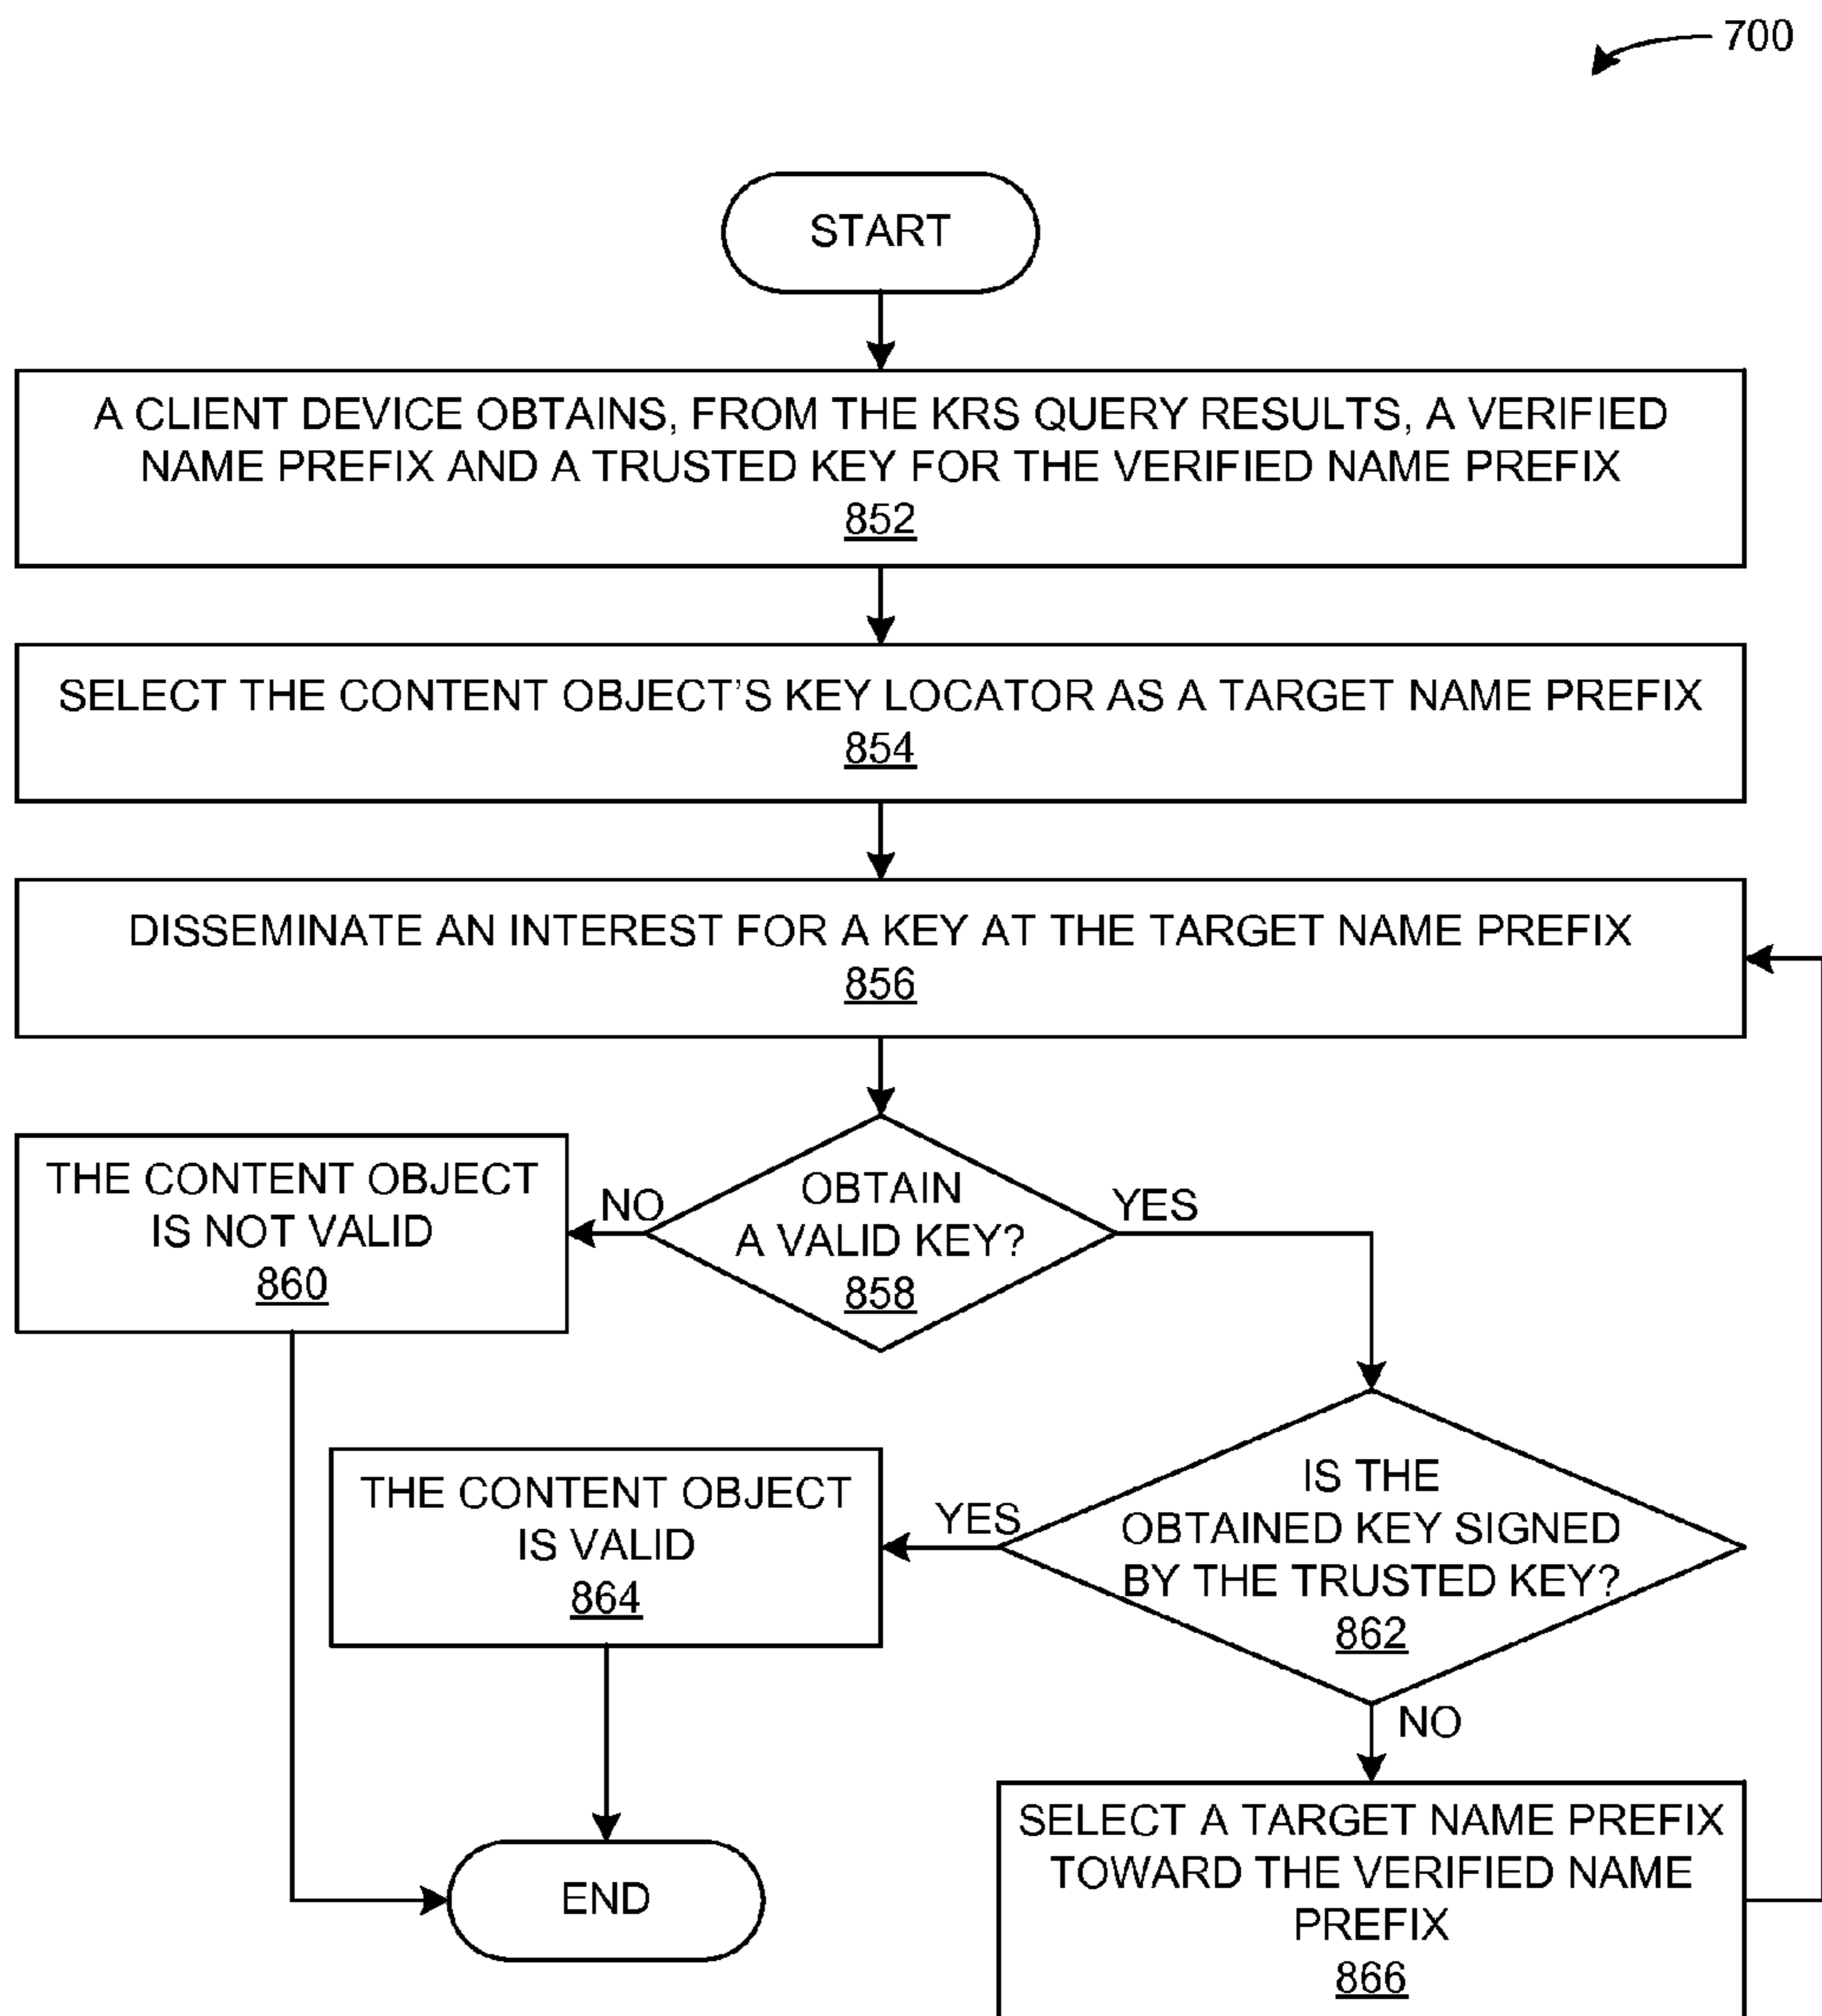 700
START
A CLIENT DEVICE OBTAINS, FROM THE KRS QUERY RESULTS, A VERIFIED
NAME PREFIX AND A TRUSTED KEY FOR THE VERIFIED NAME PREFIX
852
SELECT THE CONTENT OBJECT'S KEY LOCATOR AS A TARGET NAME PREFIX
854
DISSEMINATE AN INTEREST FOR A KEY AT THE TARGET NAME PREFIX
856
OBTAIN
A VALID KEY?
858
NO
YES
THE CONTENT OBJECT
IS NOT VALID
860
IS THE
OBTAINED KEY SIGNED
BY THE TRUSTED KEY?
862
YES
NO
THE CONTENT OBJECT
IS VALID
864
SELECT A TARGET NAME PREFIX
TOWARD THE VERIFIED NAME
PREFIX
866
END